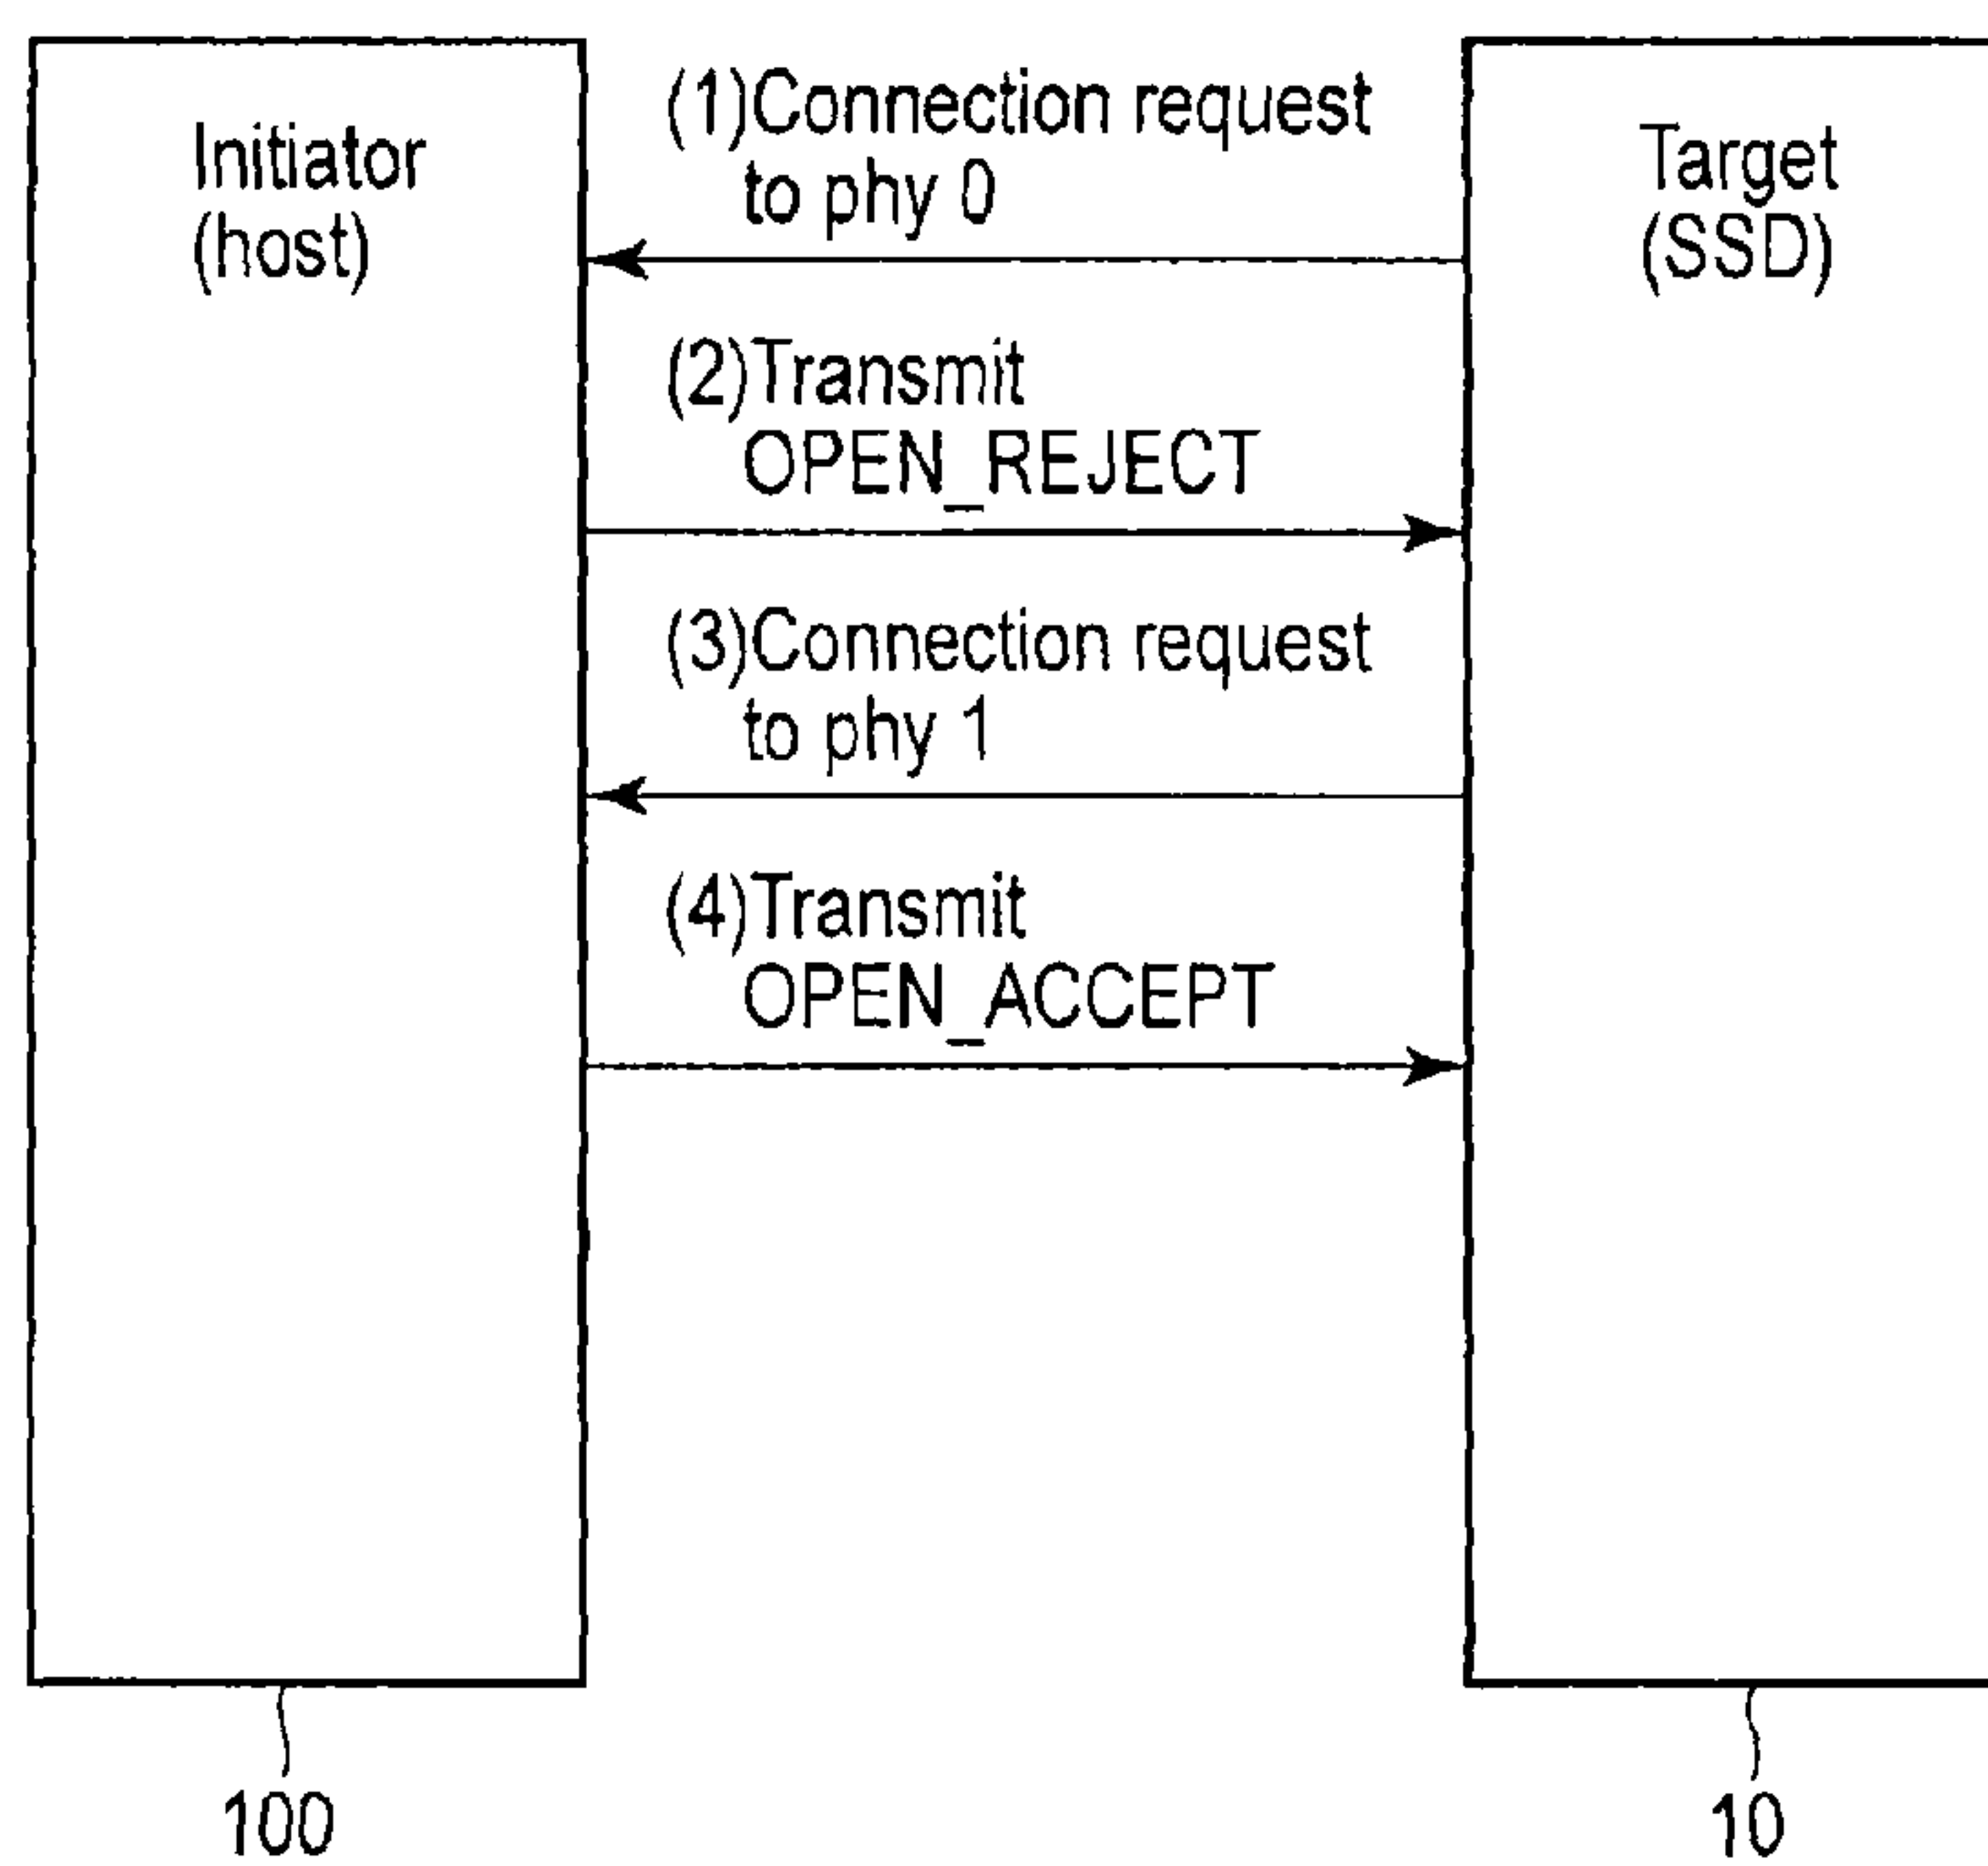 Initiator
(host)
(1)Connection request
to phy 0
Target
(SSD)
(2)Transmit
OPEN_REJECT
(3)Connection request
to phy 1
(4)Transmit
OPEN_ACCEPT
100
10